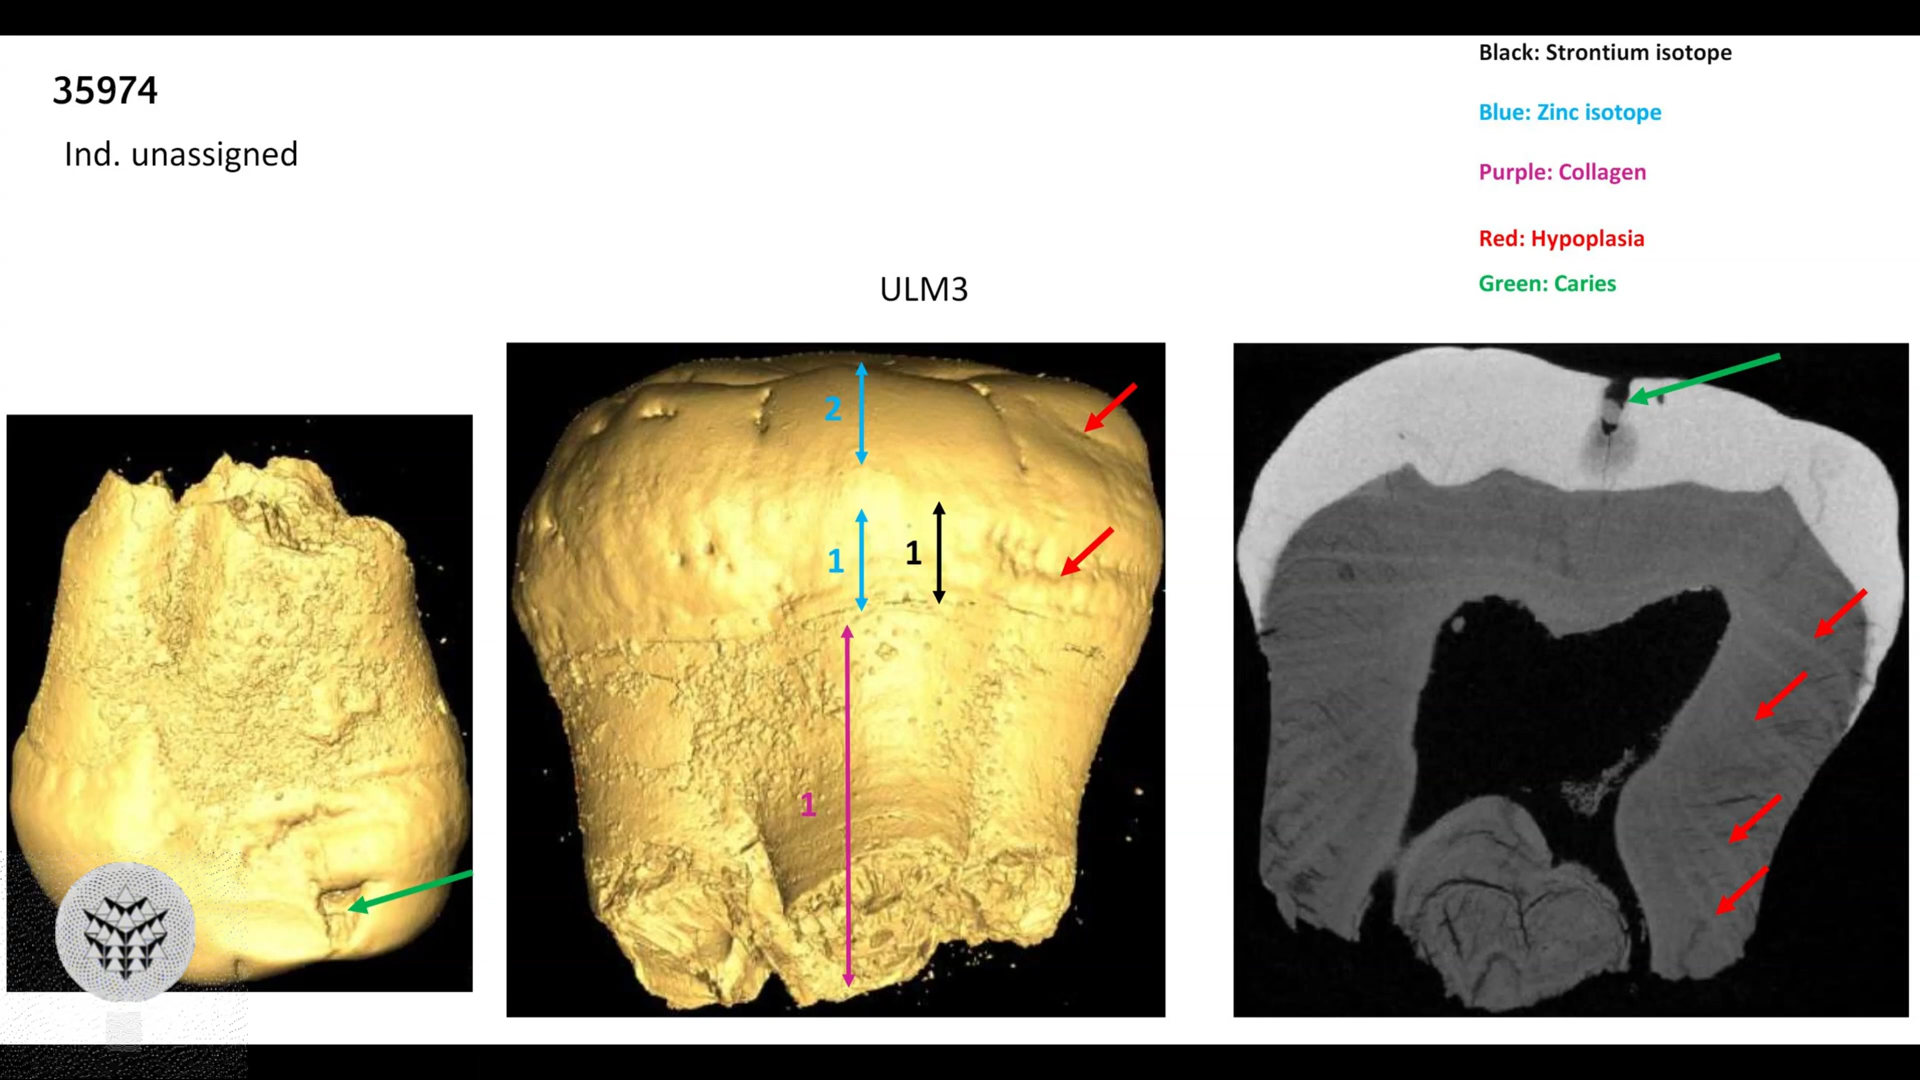 35974
Ind. unassigned
Black: Strontium isotope
Blue: Zinc isotope
Purple: Collagen
Red: Hypoplasia
Green: Caries
ULM3
2
1
1
1